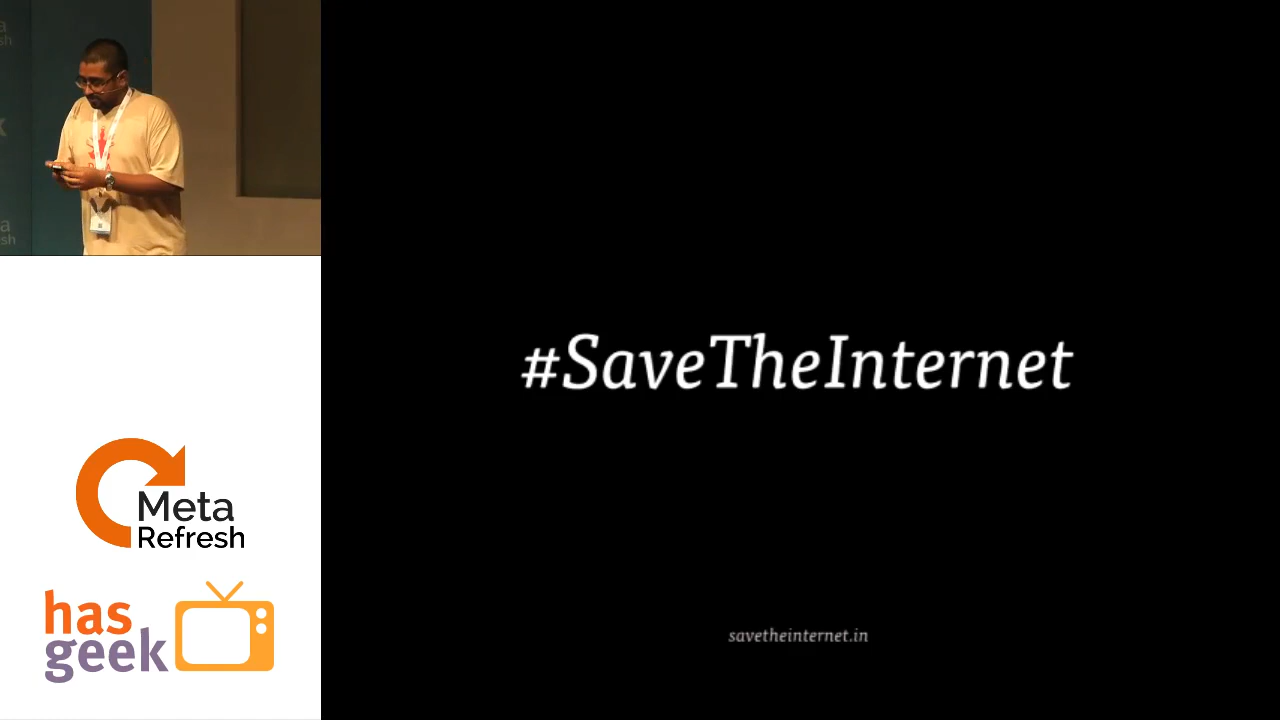 #SaveTheInternet
savetheinternet.in
Meta
Refresh
has
geek